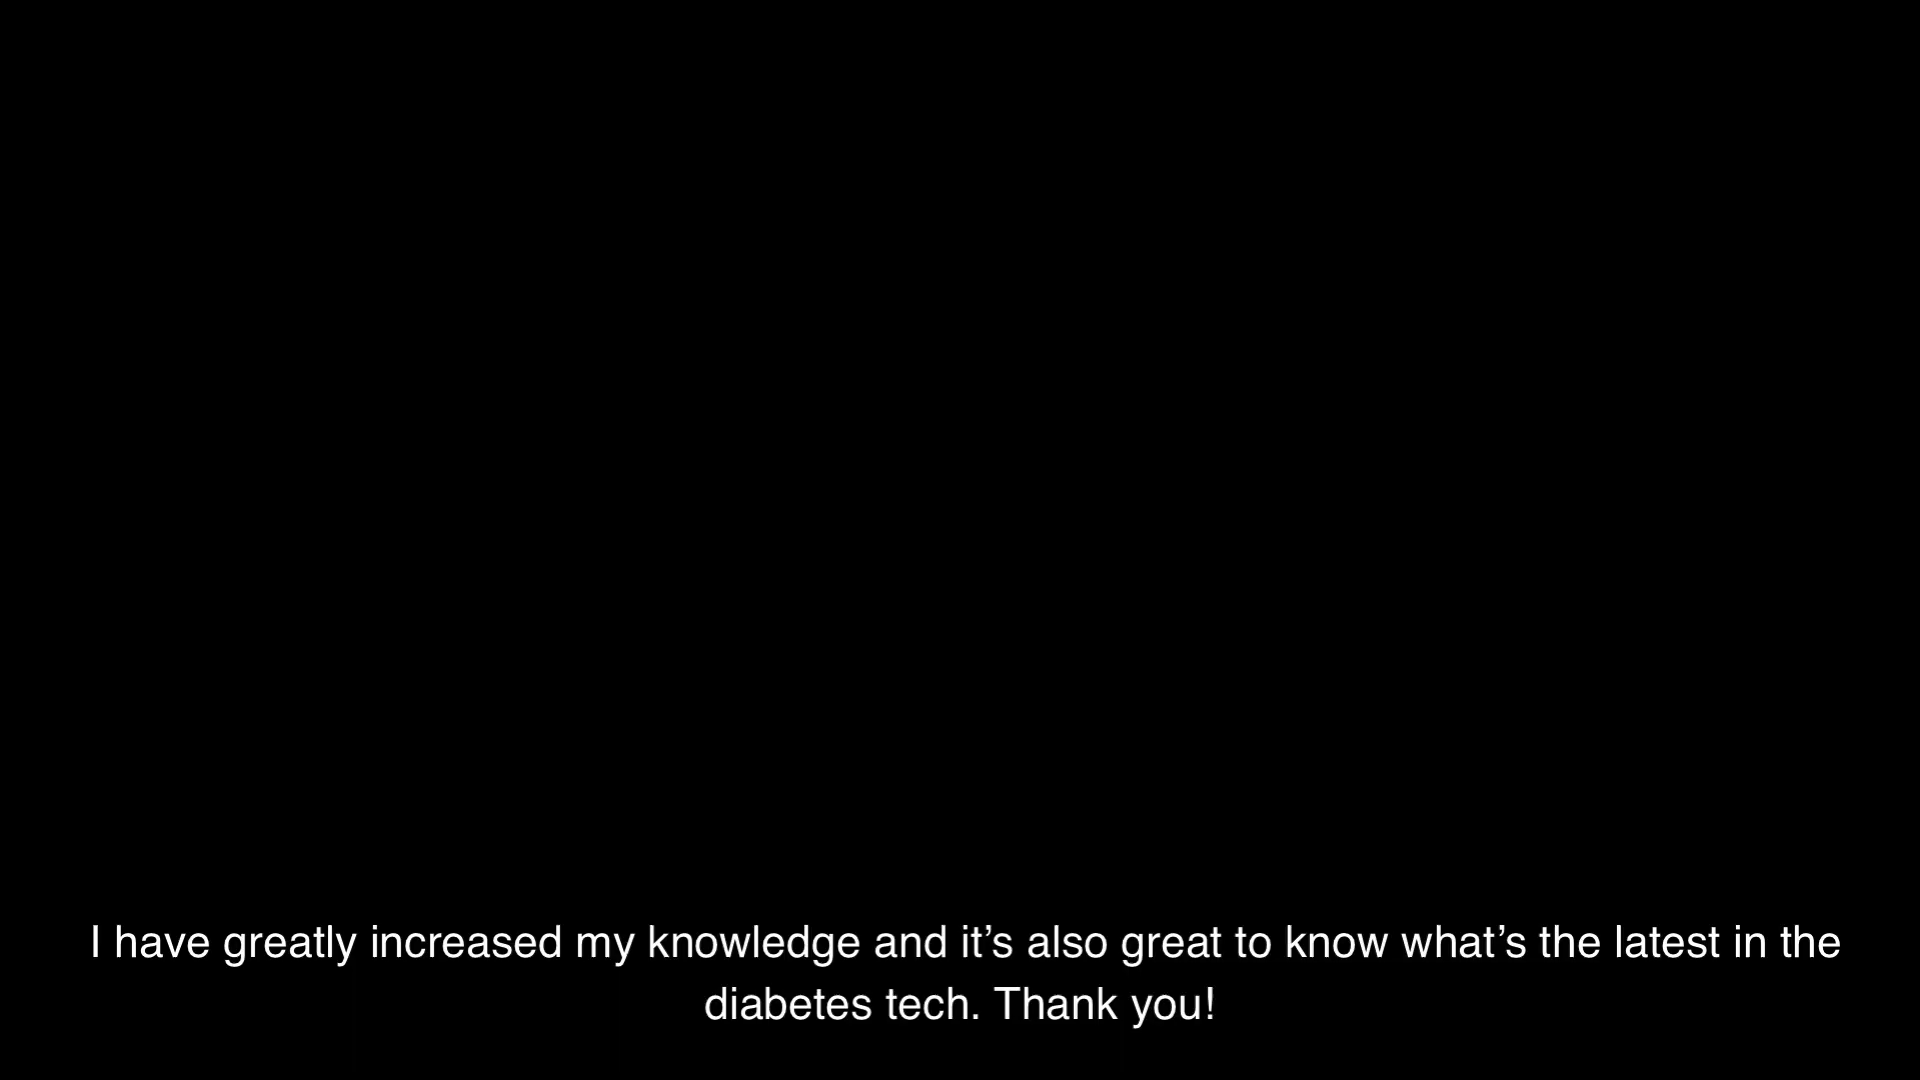 I have greatly increased my knowledge and it’s also great to know what’s the latest in the
diabetes tech. Thank you!